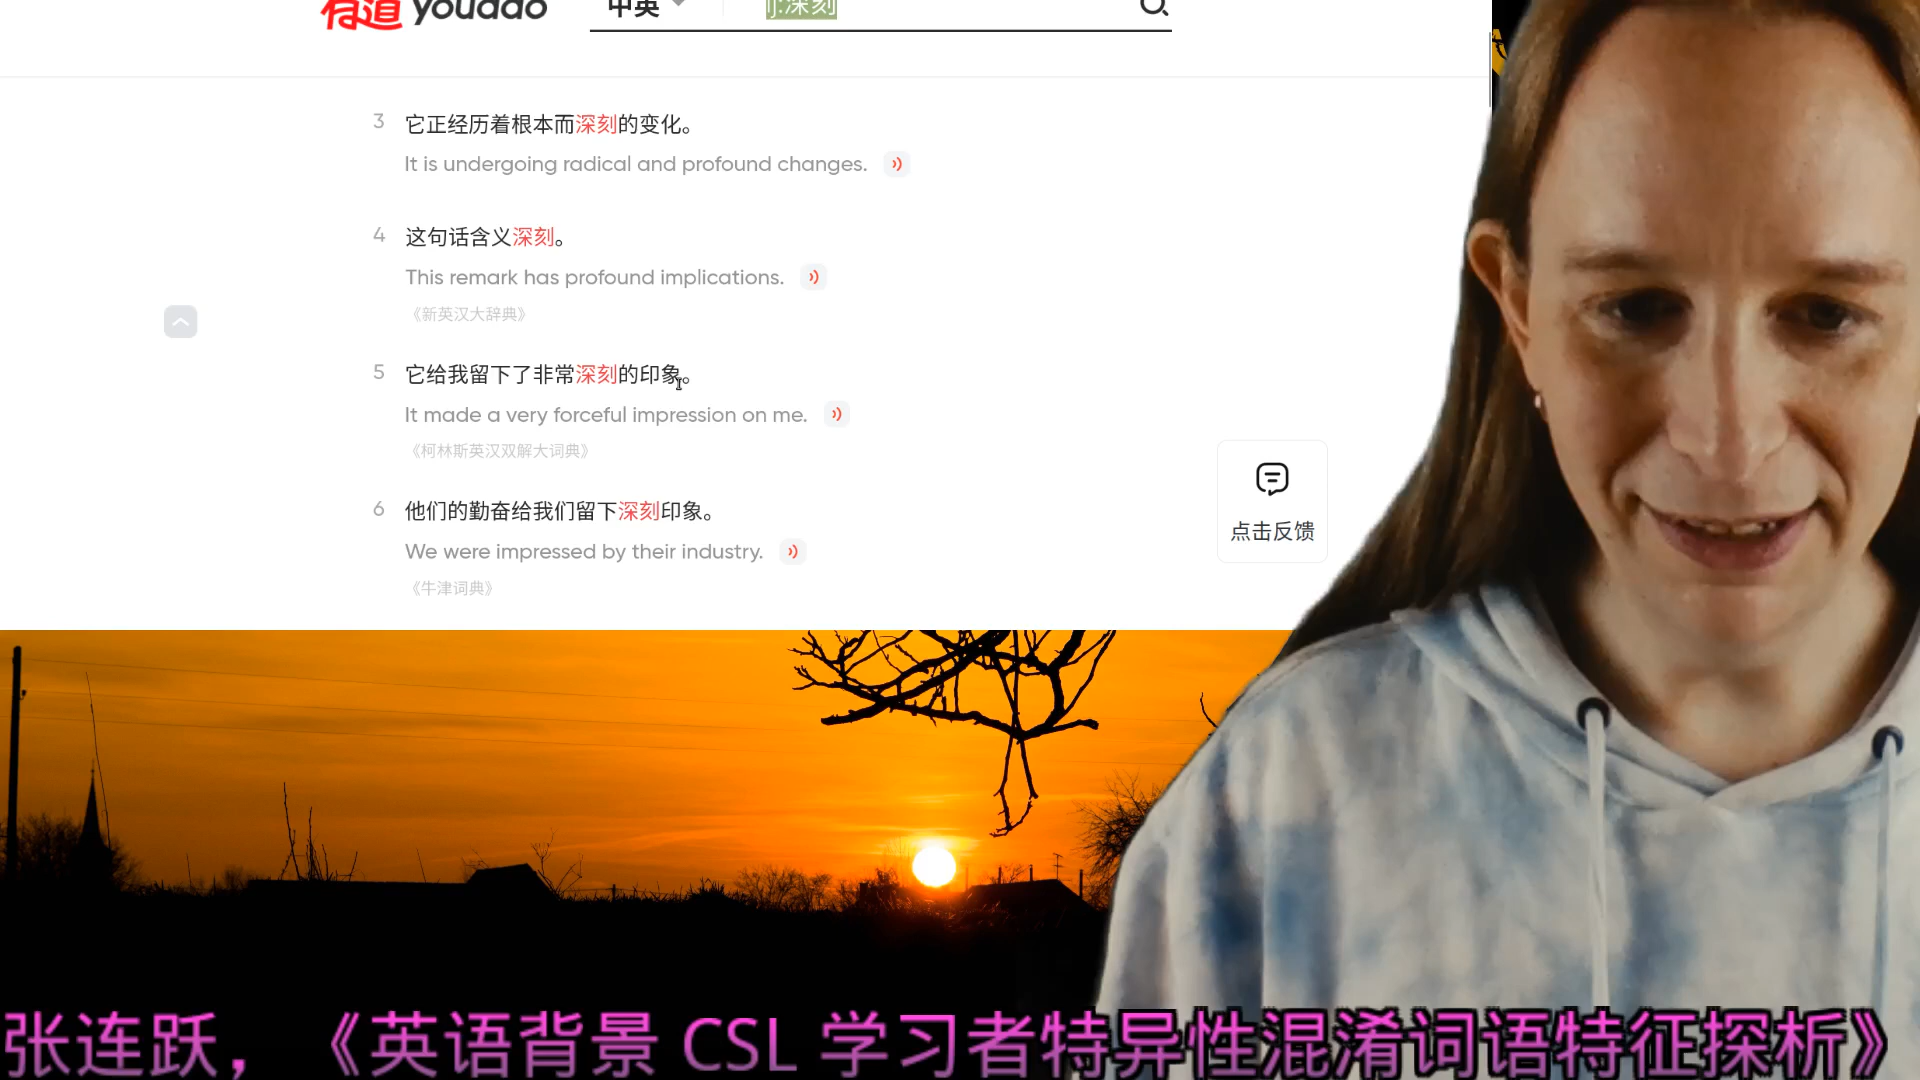 有道 youdao 中英 j:深刻
3 它正经历着根本而深刻的变化。
It is undergoing radical and profound changes.
4 这句话含义深刻。
This remark has profound implications.
《新英汉大辞典》
5 它给我留下了非常深刻的印象。
It made a very forceful impression on me.
《柯林斯英汉双解大词典》
6 他们的勤奋给我们留下深刻印象。
We were impressed by their industry.
《牛津词典》
点击反馈
张连跃，《英语背景 CSL 学习者特异性混淆词语特征探析》